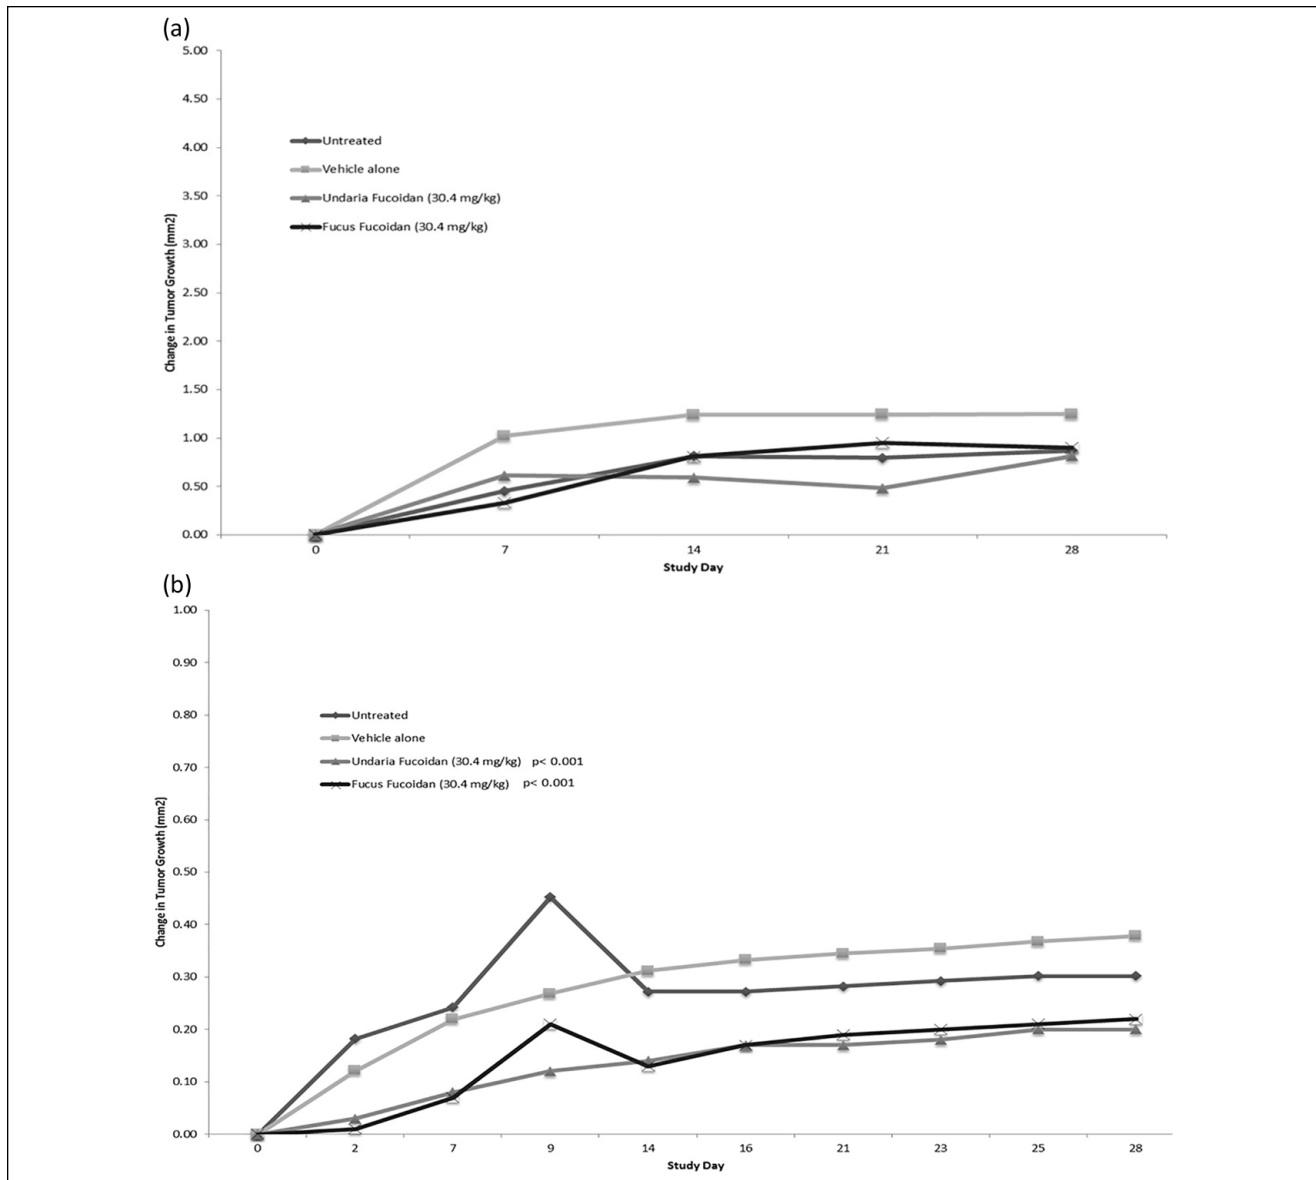 (a)
5.00
4.50
4.00
3.50
3.00
2.50
2.00
1.50
1.00
0.50
0.00
Change in Tumor Growth (mm2)
Untreated
Vehicle alone
Undaria Fucoidan (30.4 mg/kg)
Fucus Fucoidan (30.4 mg/kg)
0 7 14 21 28
Study Day
(b)
1.00
0.90
0.80
0.70
0.60
0.50
0.40
0.30
0.20
0.10
0.00
Change in Tumor Growth (mm2)
Untreated
Vehicle alone
Undaria Fucoidan (30.4 mg/kg) p< 0.001
Fucus Fucoidan (30.4 mg/kg) p< 0.001
0 2 7 9 14 16 21 23 25 28
Study Day